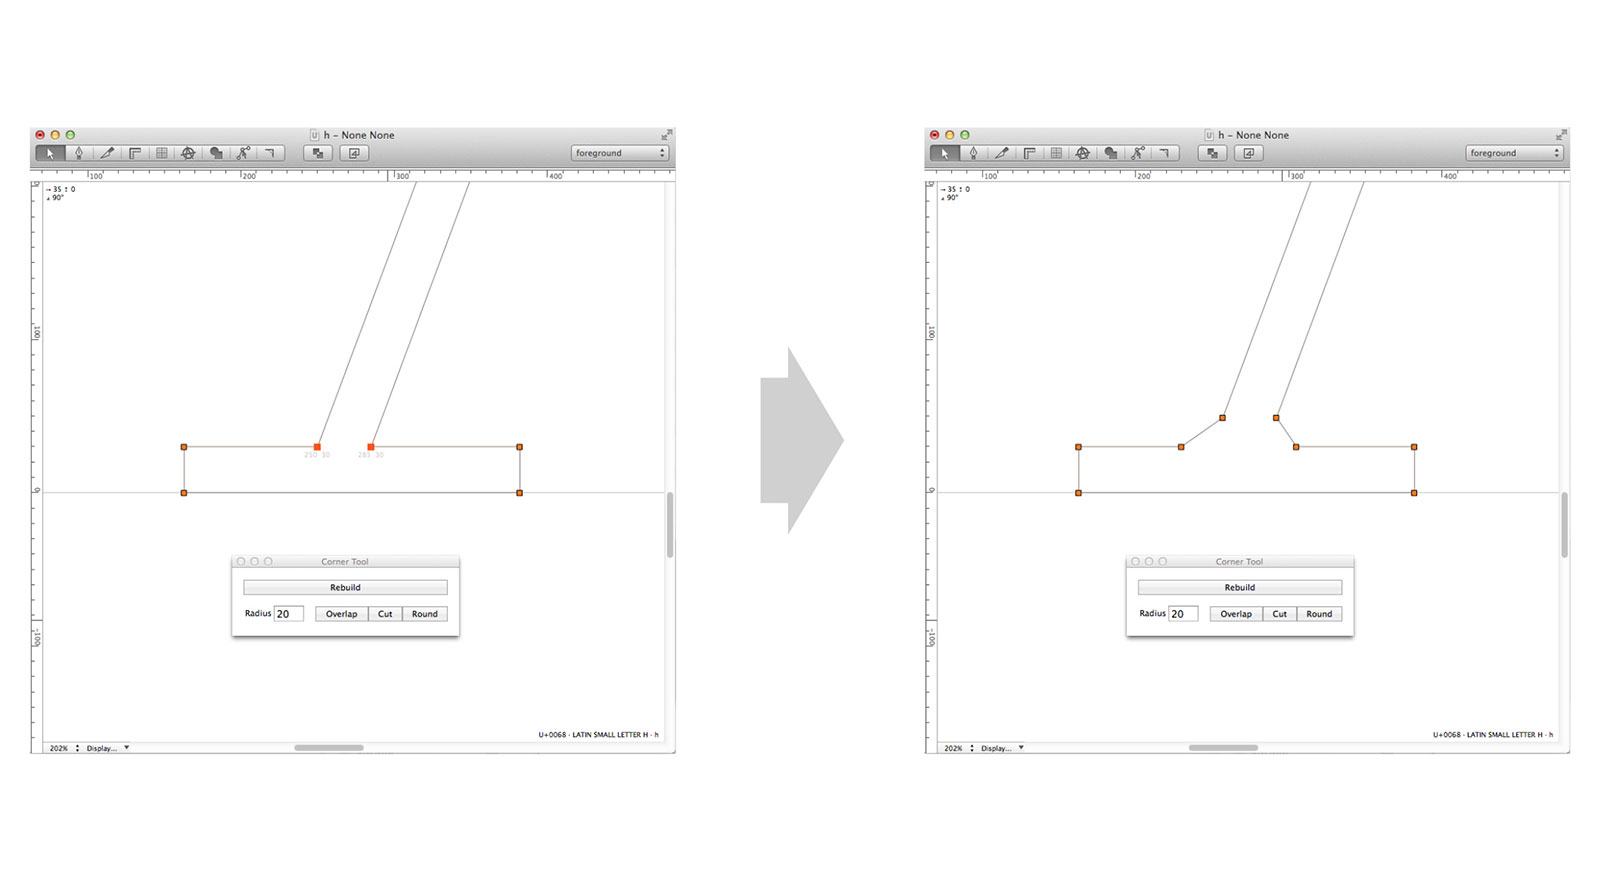 h – None None
foreground
100
200
300
400
→ 35 ↕ 0
∡ 90°
100
250 30
285 30
0
Corner Tool
Rebuild
Radius 20 Overlap Cut Round
-100
U+0068 · LATIN SMALL LETTER H · h
202% Display...
h – None None
foreground
100
200
300
400
→ 35 ↕ 0
∡ 90°
100
0
Corner Tool
Rebuild
Radius 20 Overlap Cut Round
-100
U+0068 · LATIN SMALL LETTER H · h
202% Display...